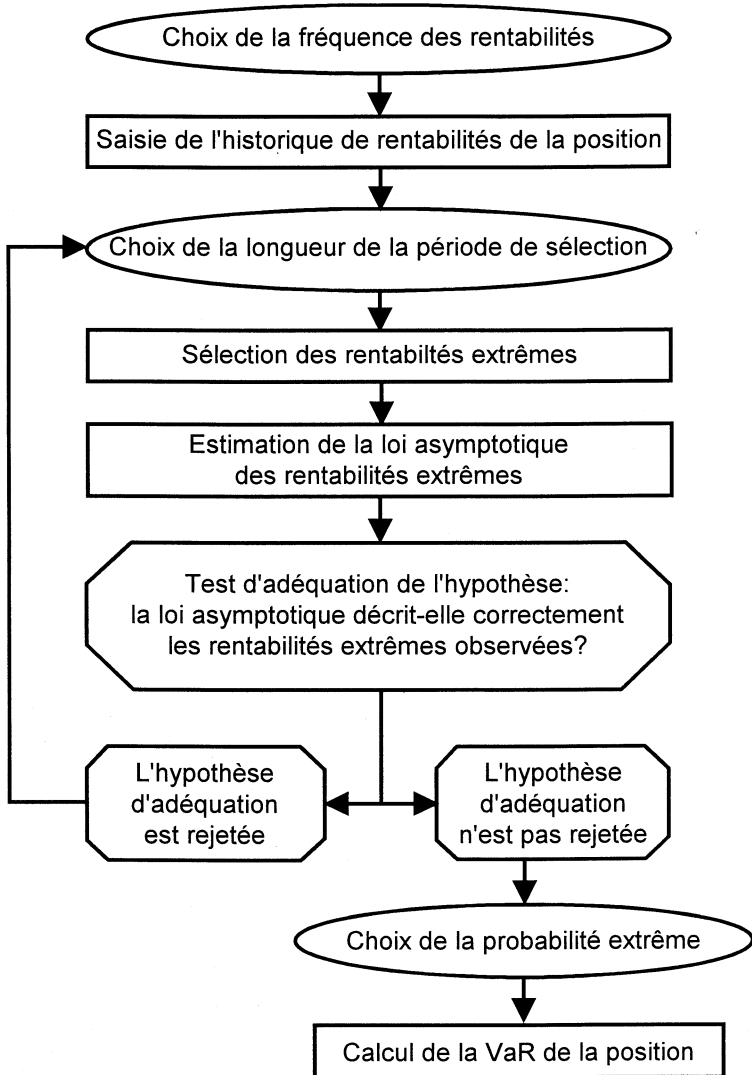 Choix de la fréquence des rentabilités
Saisie de l'historique de rentabilités de la position
Choix de la longueur de la période de sélection
Sélection des rentabiltés extrêmes
Estimation de la loi asymptotique
des rentabilités extrêmes
Test d'adéquation de l'hypothèse:
la loi asymptotique décrit-elle correctement
les rentabilités extrêmes observées?
L'hypothèse
d'adéquation
est rejetée
L'hypothèse
d'adéquation
n'est pas rejetée
Choix de la probabilité extrême
Calcul de la VaR de la position